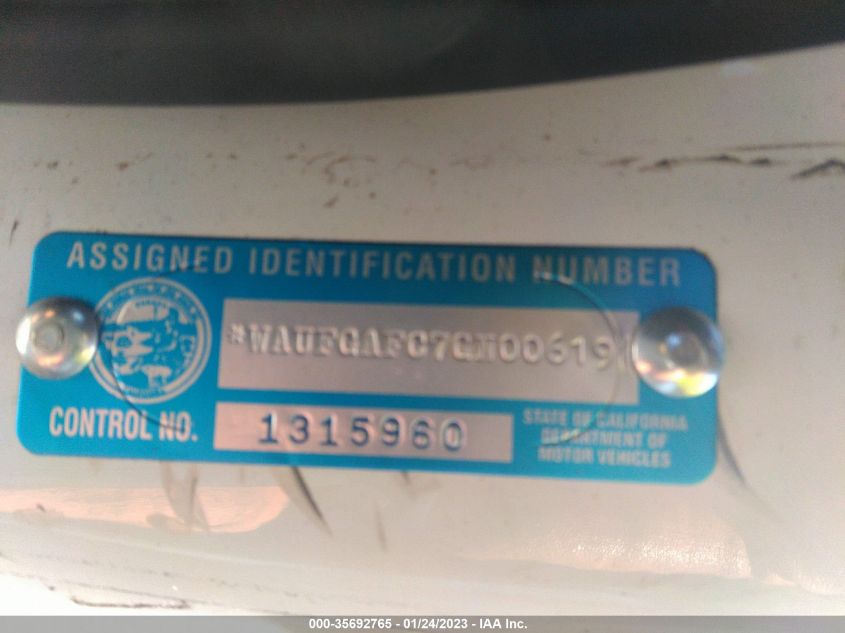 ASSIGNED IDENTIFICATION NUMBER
*WAUFGAFC7GN00619
CONTROL NO. 1315960
STATE OF CALIFORNIA
DEPARTMENT OF
MOTOR VEHICLES
000-35692765 - 01/24/2023 - IAA Inc.